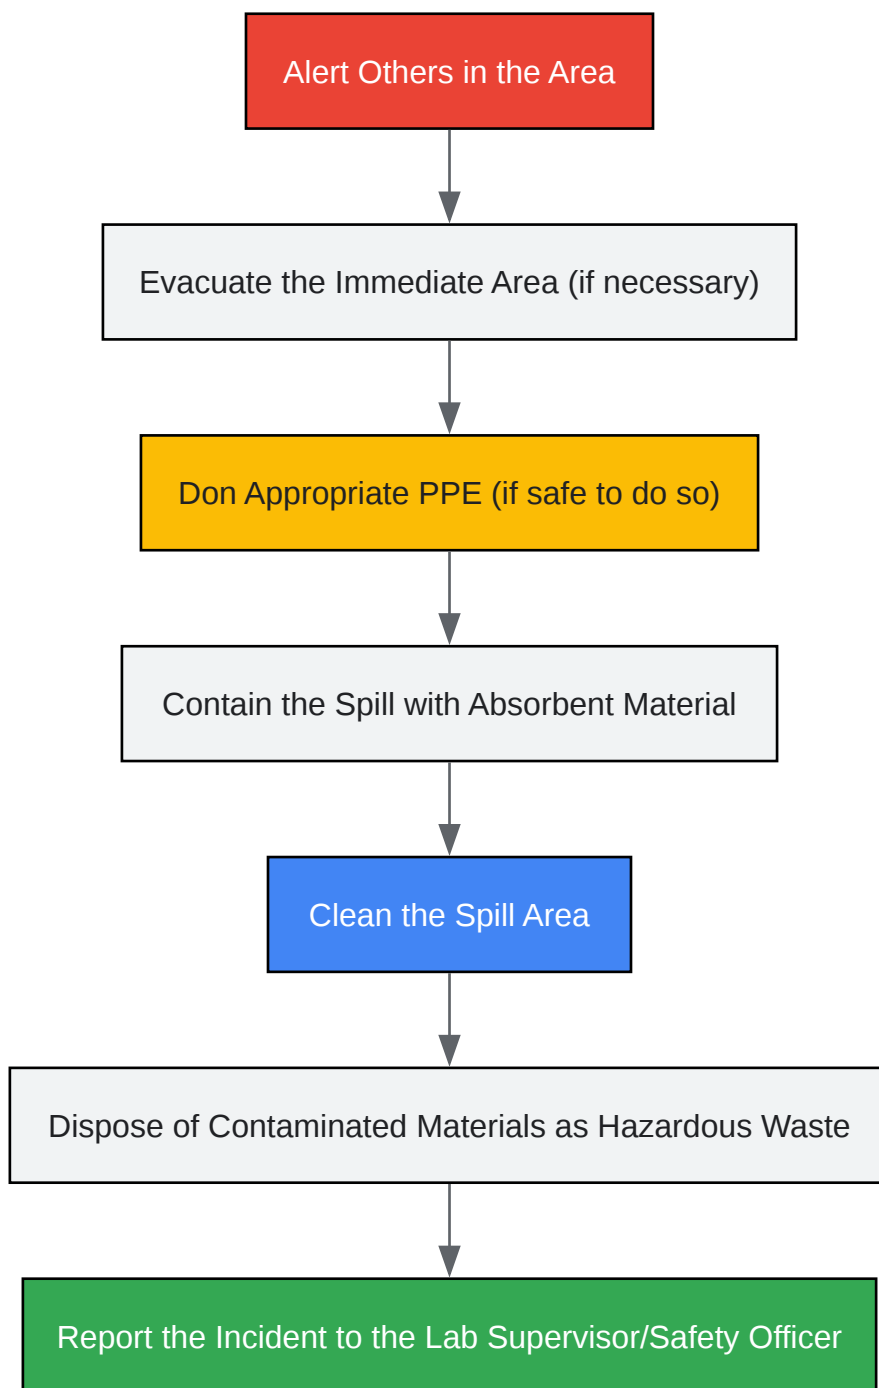 Alert Others in the Area
Evacuate the Immediate Area (if necessary)
Don Appropriate PPE (if safe to do so)
Contain the Spill with Absorbent Material
Clean the Spill Area
Dispose of Contaminated Materials as Hazardous Waste
Report the Incident to the Lab Supervisor/Safety Officer